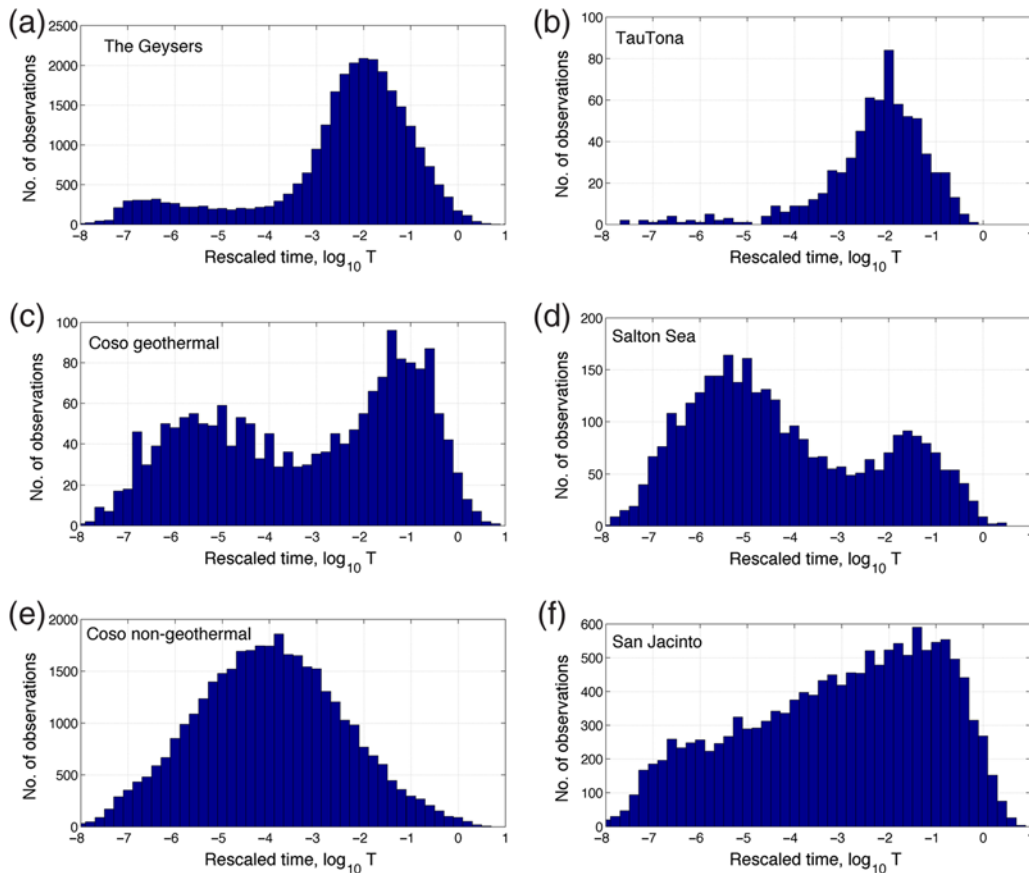 (a)
The Geysers
No. of observations
2500
2000
1500
1000
500
0
−8 −7 −6 −5 −4 −3 −2 −1 0 1
Rescaled time, log10 T
(b)
TauTona
No. of observations
100
80
60
40
20
0
−8 −7 −6 −5 −4 −3 −2 −1 0 1
Rescaled time, log10 T
(c)
Coso geothermal
No. of observations
100
80
60
40
20
0
−8 −7 −6 −5 −4 −3 −2 −1 0 1
Rescaled time, log10 T
(d)
Salton Sea
No. of observations
200
150
100
50
0
−8 −7 −6 −5 −4 −3 −2 −1 0 1
Rescaled time, log10 T
(e)
Coso non-geothermal
No. of observations
2000
1500
1000
500
0
−8 −7 −6 −5 −4 −3 −2 −1 0 1
Rescaled time, log10 T
(f)
San Jacinto
No. of observations
600
500
400
300
200
100
0
−8 −7 −6 −5 −4 −3 −2 −1 0 1
Rescaled time, log10 T